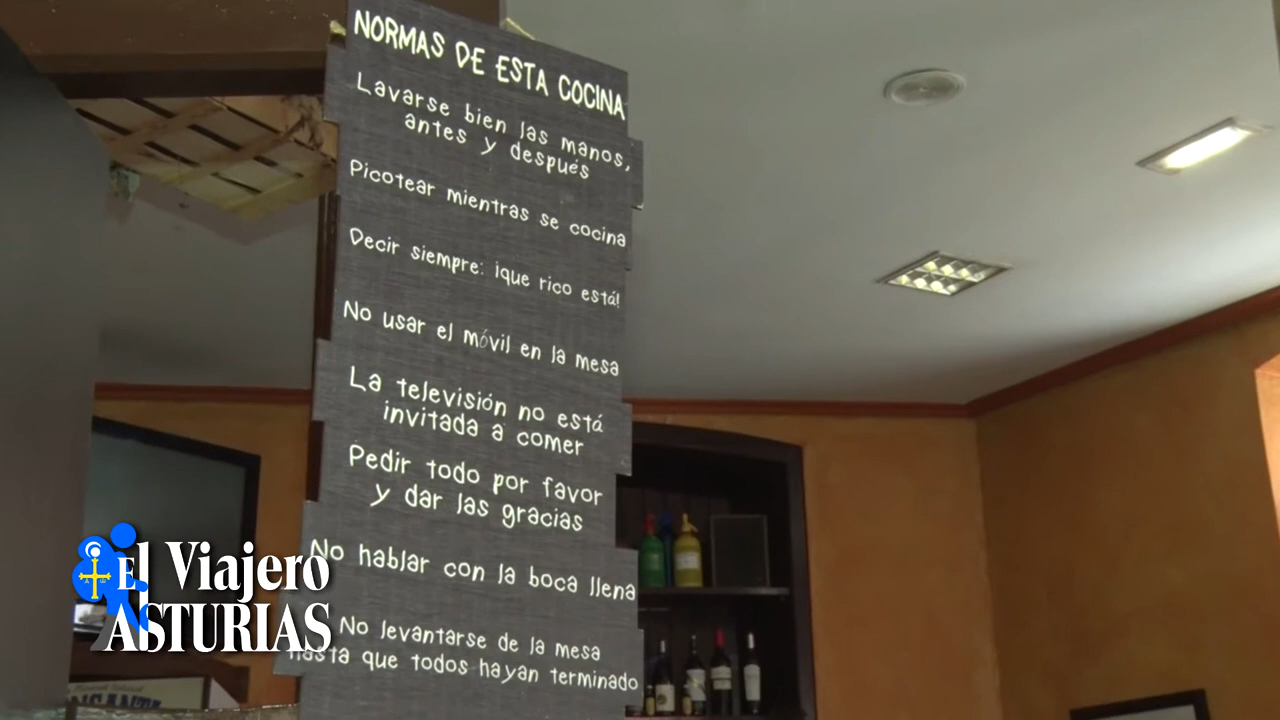 NORMAS DE ESTA COCINA
Lavarse bien las manos,
antes y después
Picotear mientras se cocina
Decir siempre: ¡que rico está!
No usar el móvil en la mesa
La televisión no está
invitada a comer
Pedir todo por favor
y dar las gracias
No hablar con la boca llena
No levantarse de la mesa
hasta que todos hayan terminado
El Viajero
ASTURIAS